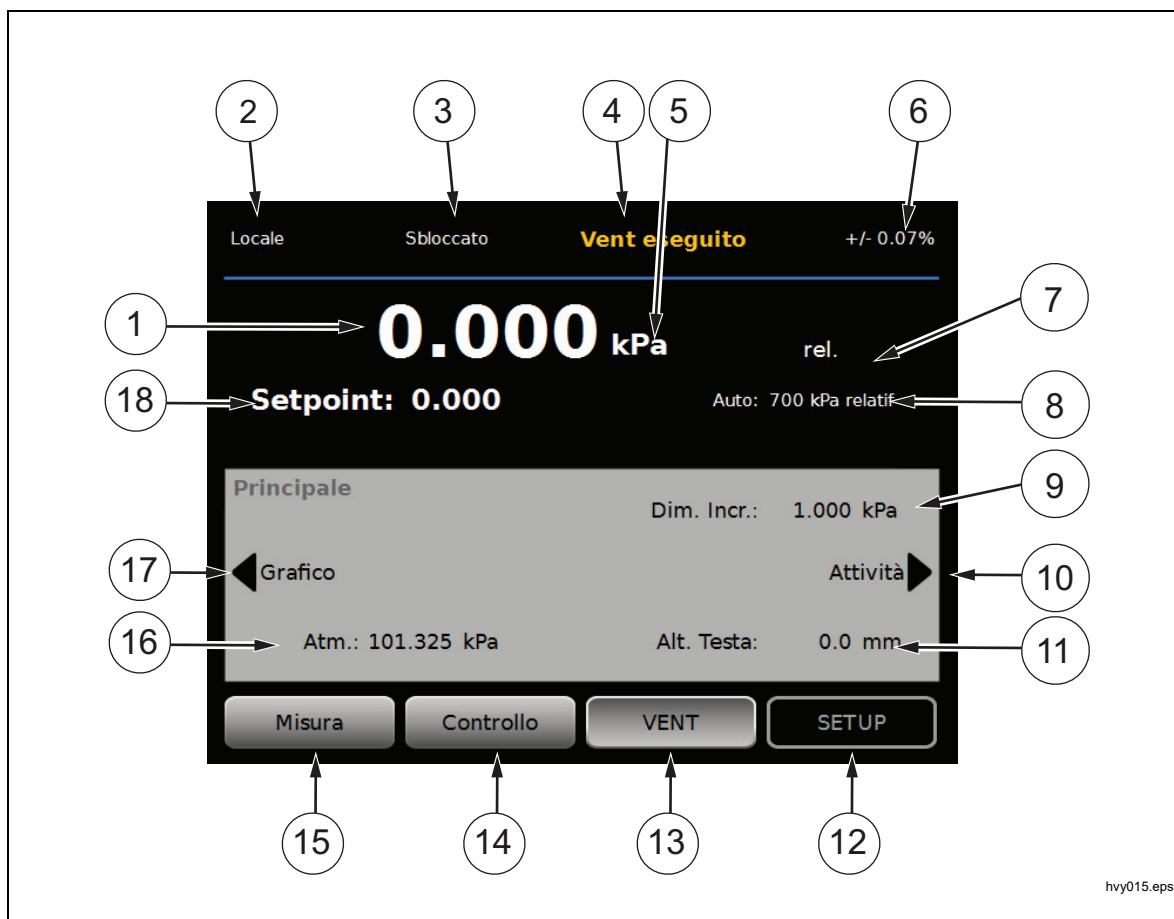 2 3 4 5 6
Locale Sbloccato Vent eseguito +/- 0.07%
1 0.000 kPa rel. 7
18 Setpoint: 0.000 Auto: 700 kPa relatif 8
Principale
Dim. Incr.: 1.000 kPa 9
17 Grafico Attività 10
16 Atm.: 101.325 kPa Alt. Testa: 0.0 mm 11
Misura Controllo VENT SETUP
15 14 13 12
hvy015.eps